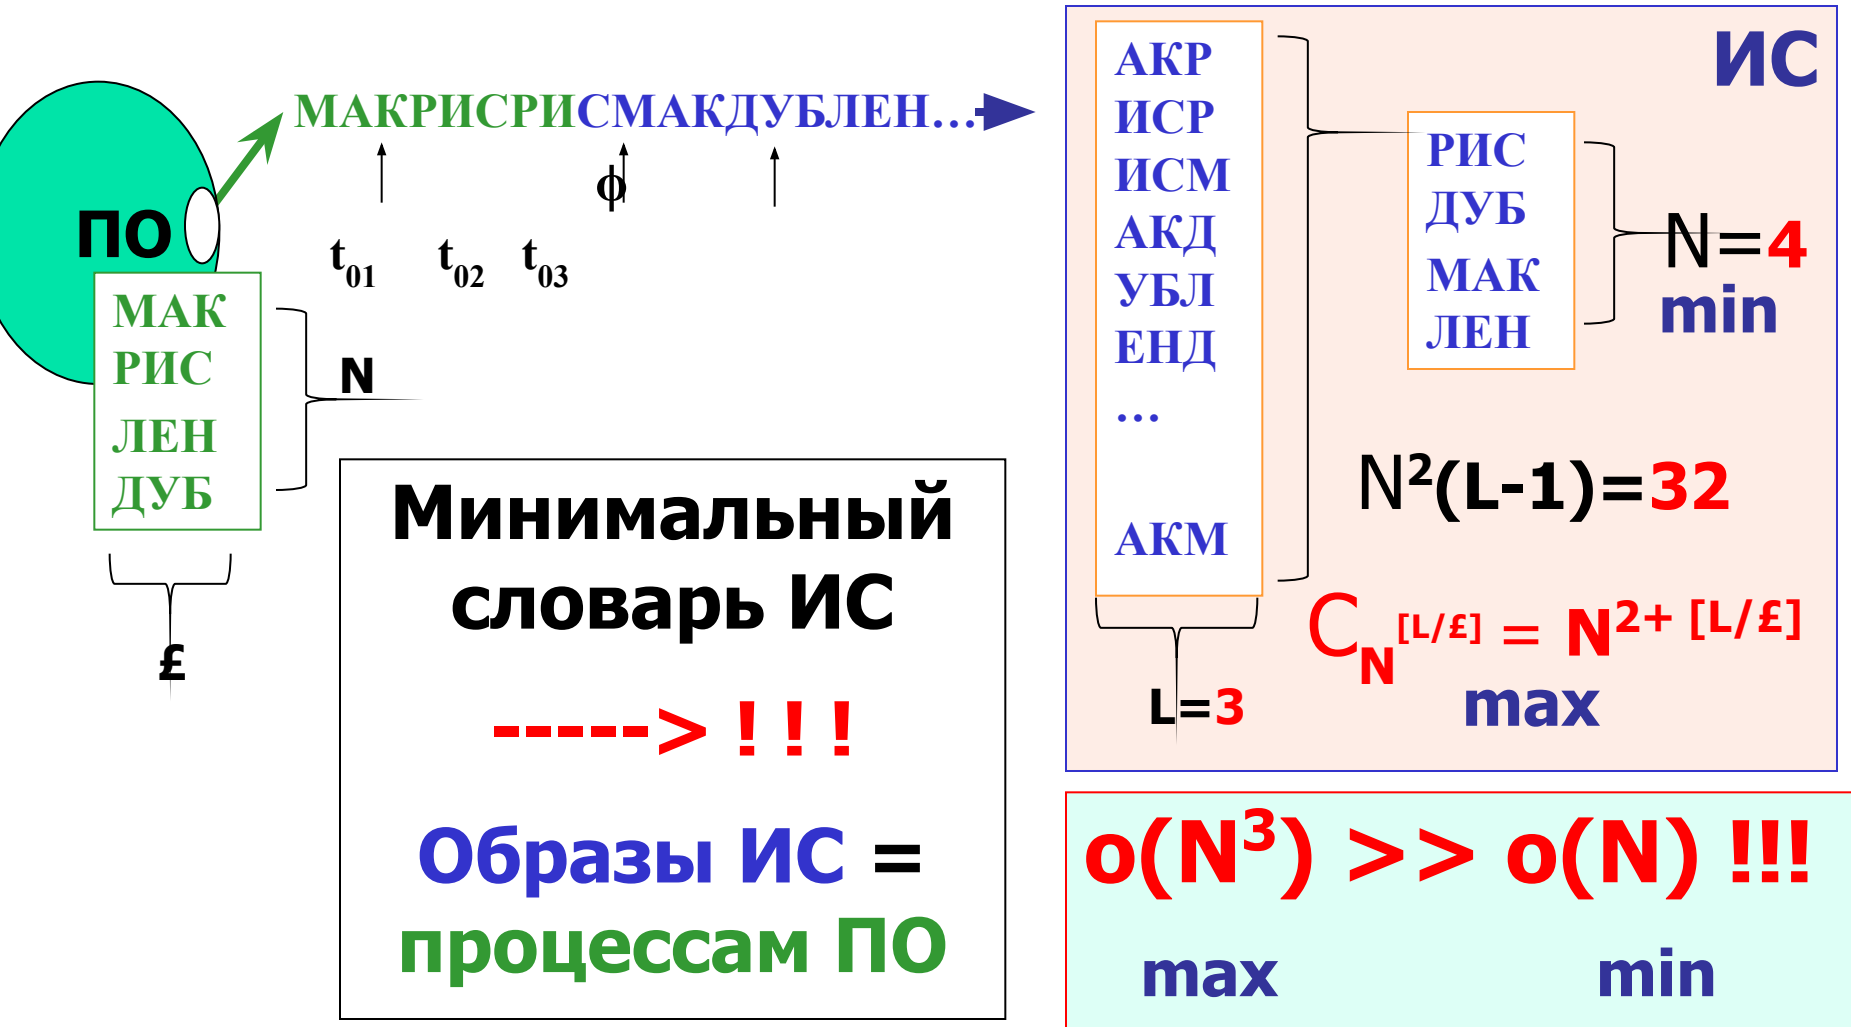 МАКРИСРИСМАКДУБЛЕН...
ϕ
t01 t02 t03
ПО
МАК
РИС
ЛЕН
ДУБ
N
£
Минимальный
словарь ИС
-----> ! ! !
Образы ИС =
процессам ПО
ИС
АКР
ИСР
ИСМ
АКД
УБЛ
ЕНД
...
АКМ
L=3
РИС
ДУБ
МАК
ЛЕН
N=4
min
N²(L-1)=32
C_N^[L/£] = N^2+ [L/£]
max
o(N³) >> o(N) !!!
max min